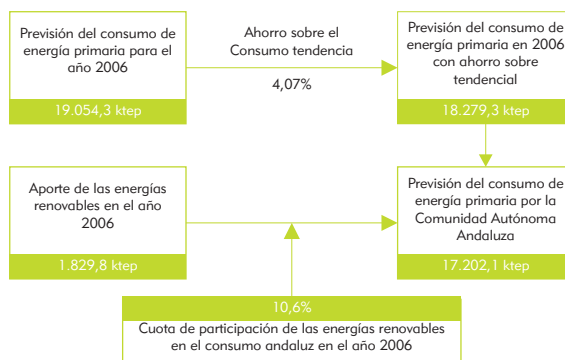 Previsión del consumo de
energía primaria para el
año 2006
19.054,3 ktep
Ahorro sobre el
Consumo tendencia
4,07%
Previsión del consumo de
energía primaria en 2006
con ahorro sobre
tendencial
18.279,3 ktep
Aporte de las energías
renovables en el año
2006
1.829,8 ktep
Previsión del consumo de
energía primaria por la
Comunidad Autónoma
Andaluza
17.202,1 ktep
10,6%
Cuota de participación de las energías renovables
en el consumo andaluz en el año 2006